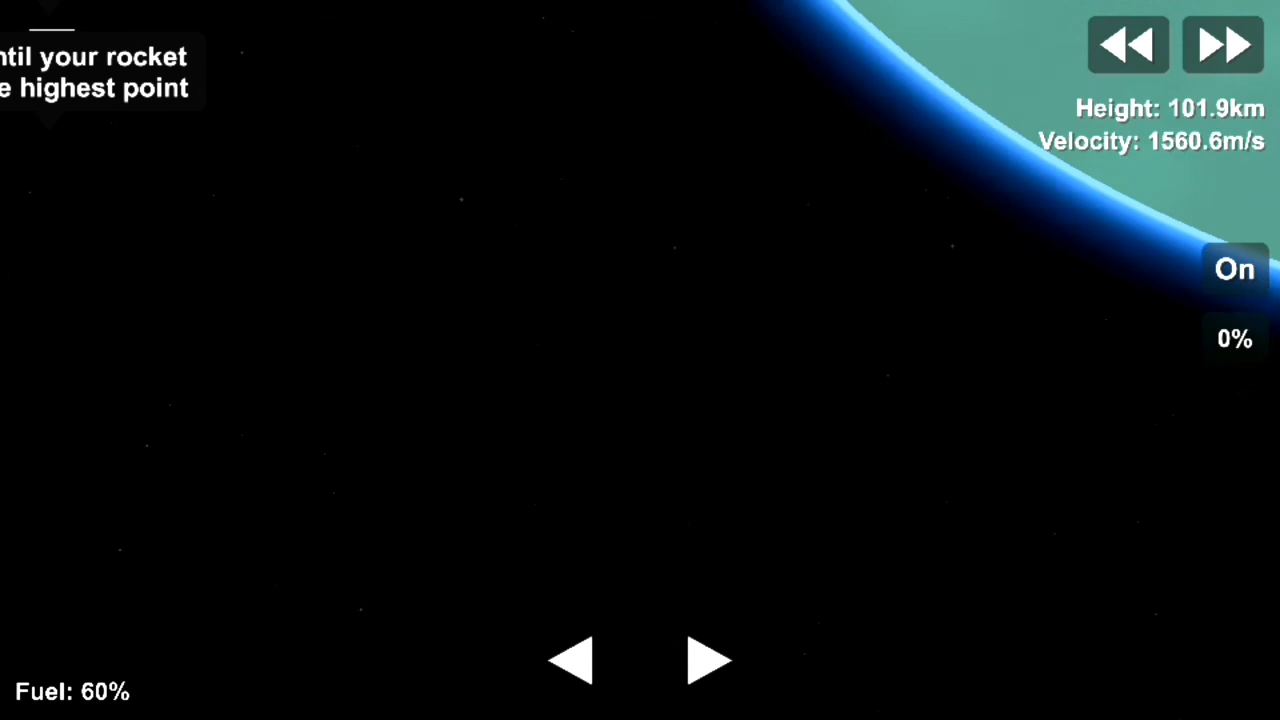 ntil your rocket
e highest point
Height: 101.9km
Velocity: 1560.6m/s
On
0%
Fuel: 60%